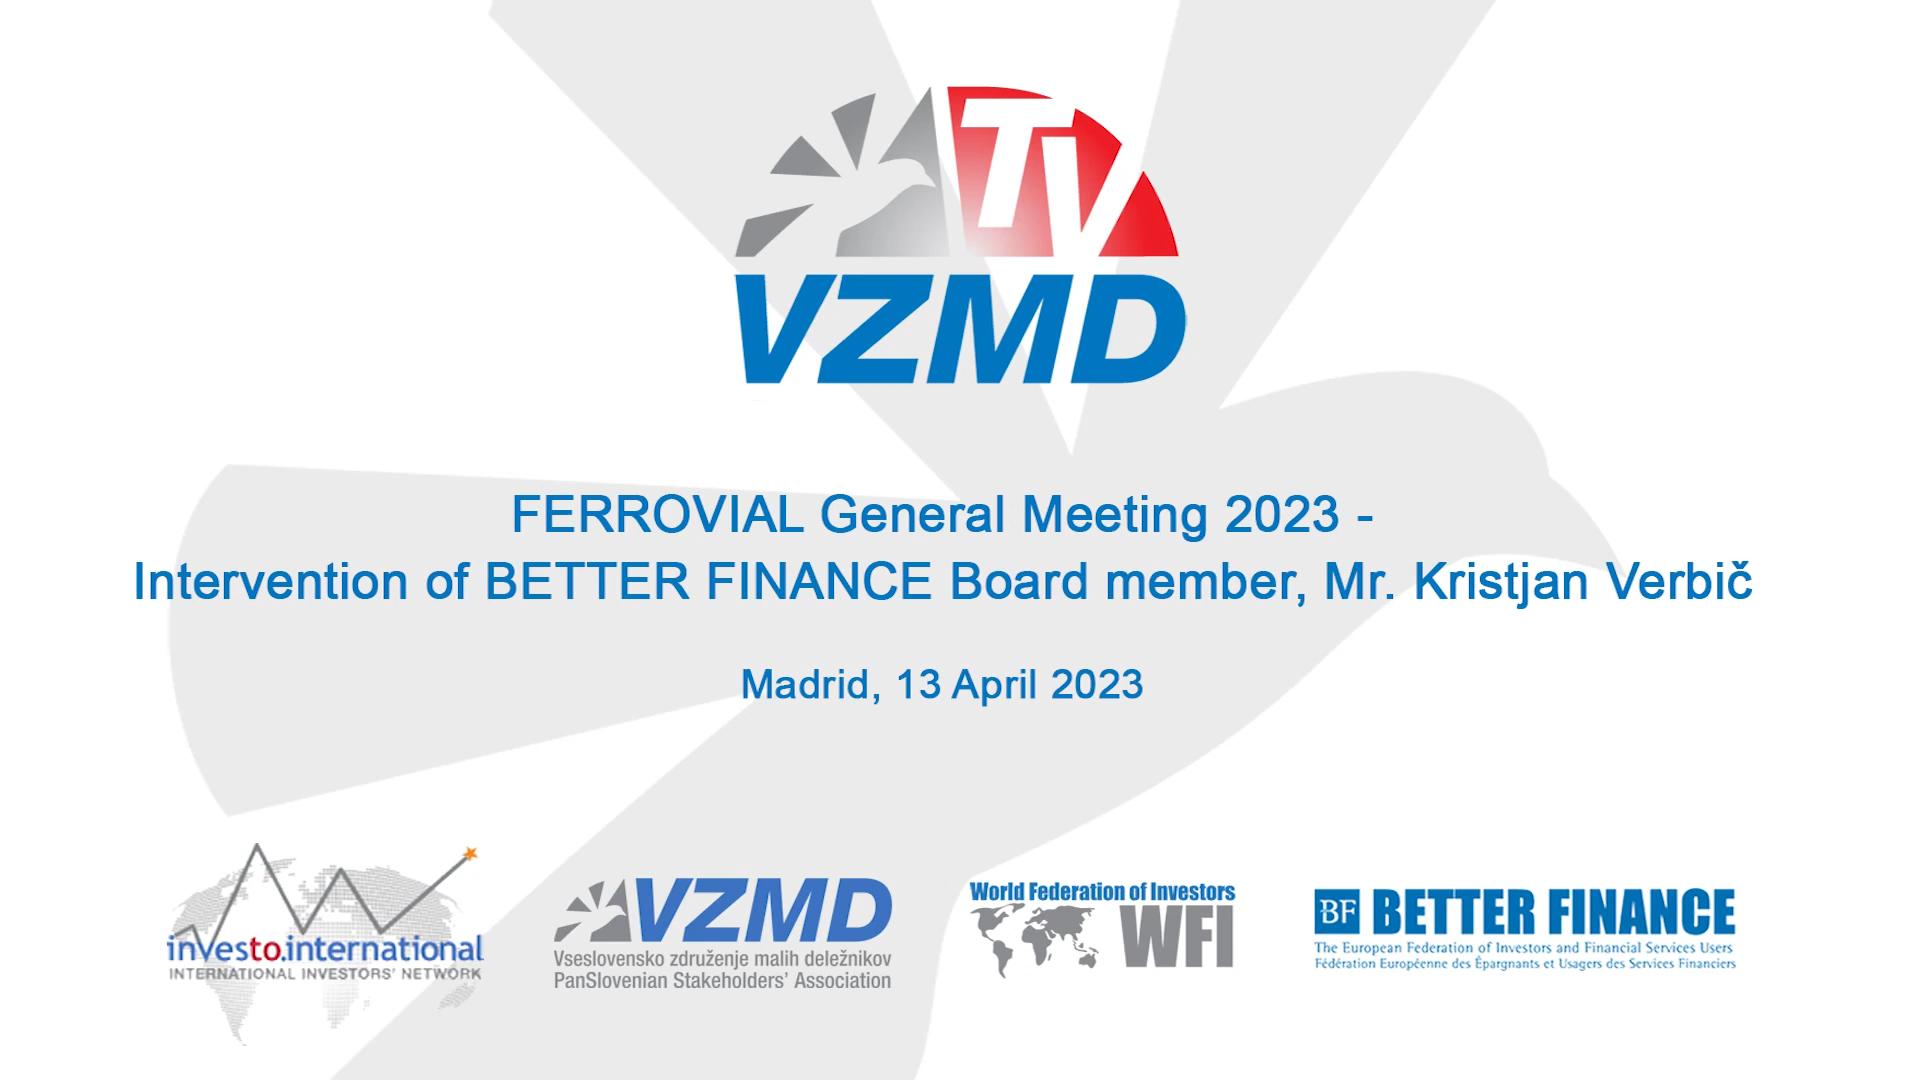 TV
VZMD
FERROVIAL General Meeting 2023 -
Intervention of BETTER FINANCE Board member, Mr. Kristjan Verbič
Madrid, 13 April 2023
investo.international
INTERNATIONAL INVESTORS' NETWORK
VZMD
Vseslovensko združenje malih deležnikov
PanSlovenian Stakeholders' Association
World Federation of Investors
WFI
BF BETTER FINANCE
The European Federation of Investors and Financial Services Users
Fédération Européenne des Épargnants et Usagers des Services Financiers